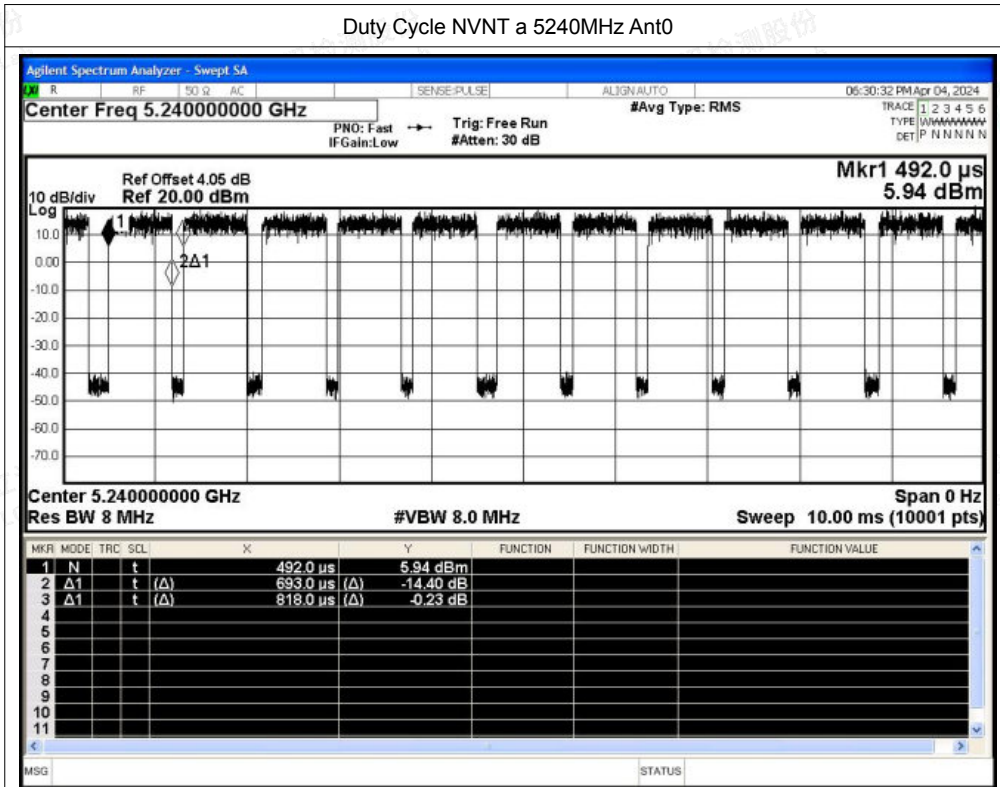 Duty Cycle NVNT a 5240MHz Ant0
Agilent Spectrum Analyzer - Swept SA
LXI R RF 50 Ω AC SENSE:PULSE ALIGNAUTO 06:30:32 PM Apr 04, 2024
Center Freq 5.240000000 GHz #Avg Type: RMS TRACE 1 2 3 4 5 6
PNO: Fast Trig: Free Run TYPE
IFGain:Low #Atten: 30 dB DET P N N N N N
Mkr1 492.0 µs
Ref Offset 4.05 dB
10 dB/div Ref 20.00 dBm 5.94 dBm
Log
1
10.0
0.00
2Δ1
-10.0
-20.0
-30.0
-40.0
-50.0
-60.0
-70.0
Center 5.240000000 GHz Span 0 Hz
Res BW 8 MHz #VBW 8.0 MHz Sweep 10.00 ms (10001 pts)
MKR MODE TRC SCL X Y FUNCTION FUNCTION WIDTH FUNCTION VALUE
1 N t 492.0 µs 5.94 dBm
2 Δ1 t (Δ) 693.0 µs (Δ) -14.40 dB
3 Δ1 t (Δ) 818.0 µs (Δ) -0.23 dB
4
5
6
7
8
9
10
11
MSG STATUS